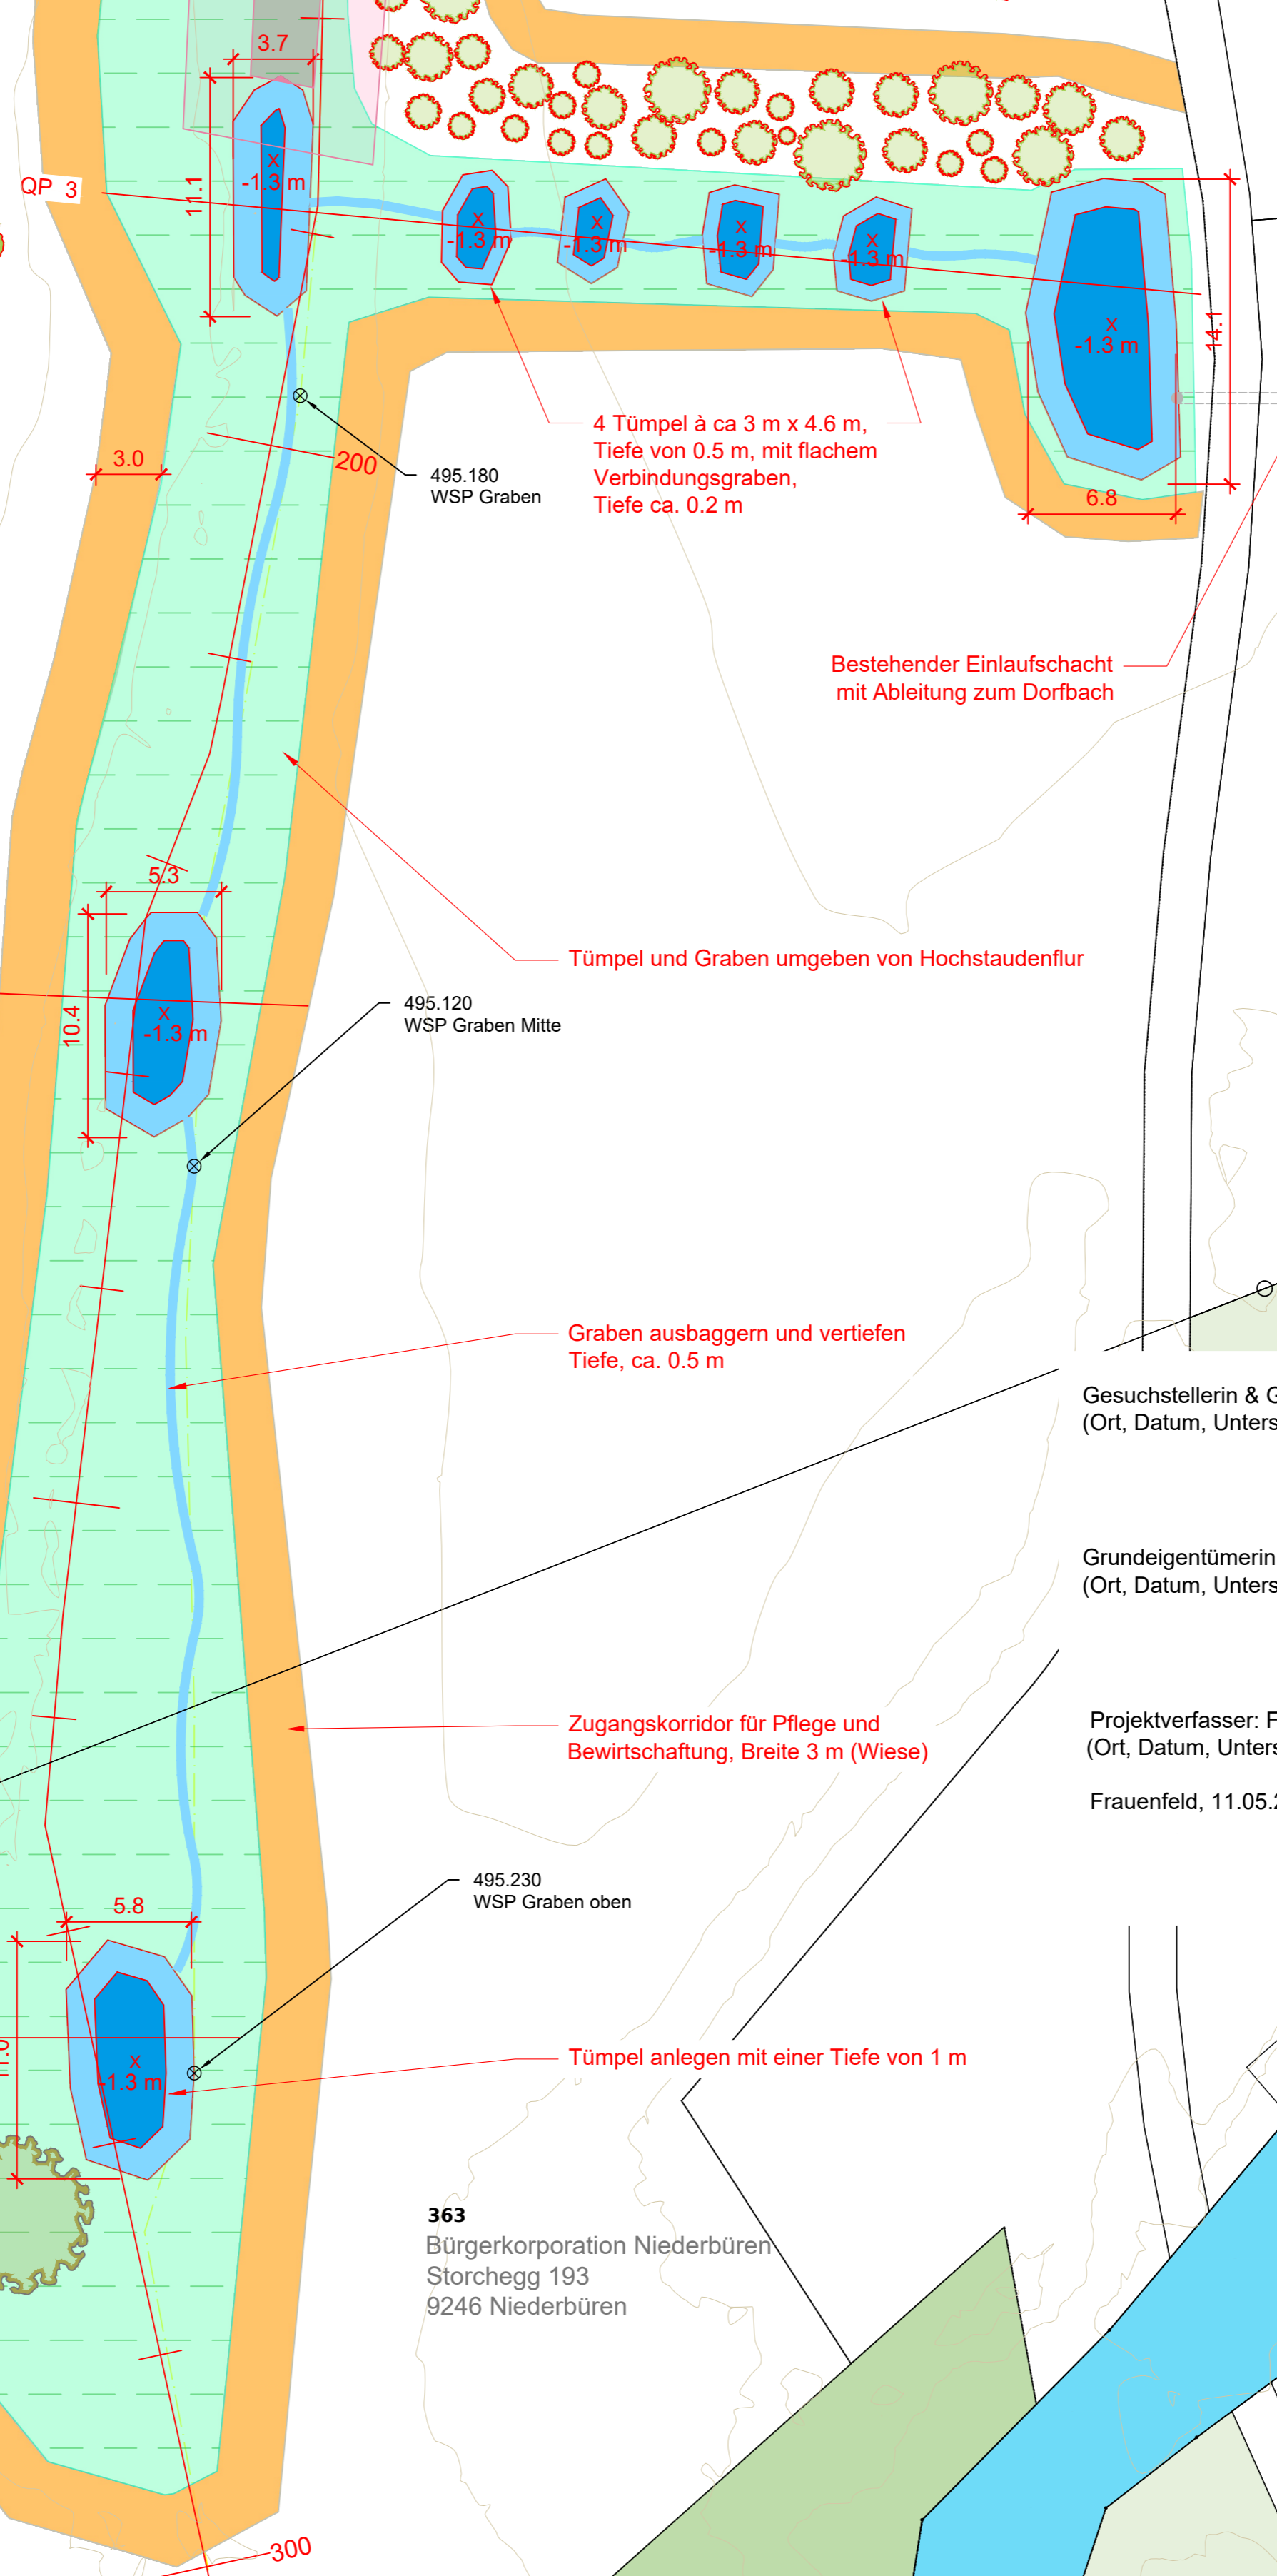 3.7
QP 3
11.1
x
-1.3 m
x
-1.3 m
x
-1.3 m
x
-1.3 m
x
-1.3 m
x
-1.3 m
14.1
6.8
4 Tümpel à ca 3 m x 4.6 m,
Tiefe von 0.5 m, mit flachem
Verbindungsgraben,
Tiefe ca. 0.2 m
3.0
200
495.180
WSP Graben
Bestehender Einlaufschacht
mit Ableitung zum Dorfbach
5.3
10.4
x
-1.3 m
Tümpel und Graben umgeben von Hochstaudenflur
495.120
WSP Graben Mitte
Graben ausbaggern und vertiefen
Tiefe, ca. 0.5 m
Gesuchstellerin & G
(Ort, Datum, Unters
Grundeigentümerin
(Ort, Datum, Unters
Zugangskorridor für Pflege und
Bewirtschaftung, Breite 3 m (Wiese)
Projektverfasser: F
(Ort, Datum, Unters
Frauenfeld, 11.05.2
495.230
WSP Graben oben
5.8
11.0
x
-1.3 m
Tümpel anlegen mit einer Tiefe von 1 m
363
Bürgerkorporation Niederbüren
Storchegg 193
9246 Niederbüren
300